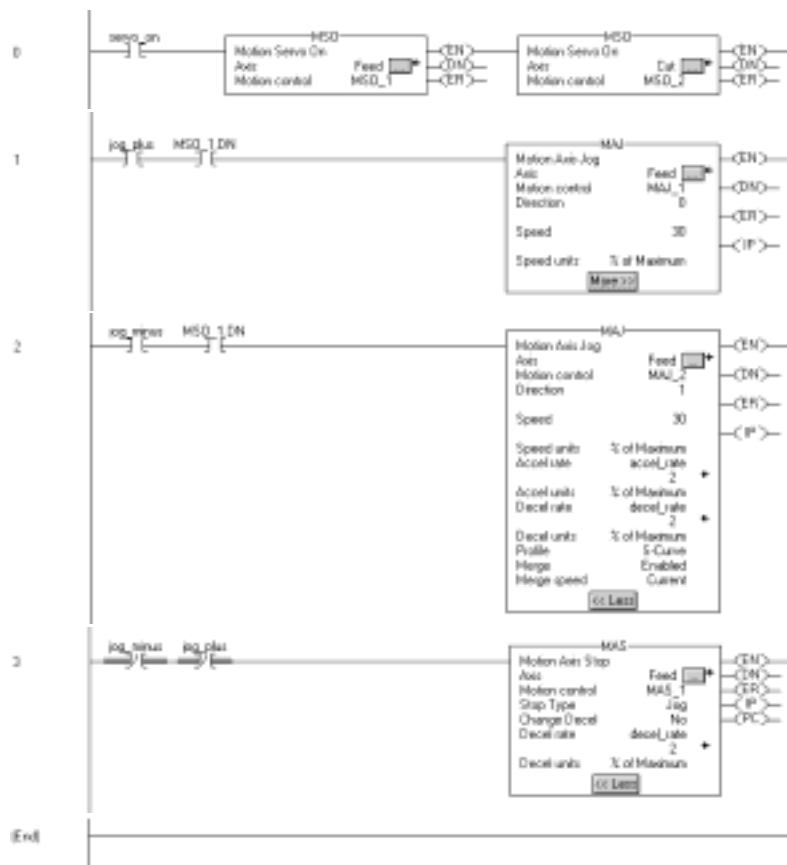 0
servo_on
MSO
Motion Servo On
Axis Feed ...
Motion control MSO_1
EN
DN
ER
MSO
Motion Servo On
Axis Cut ...
Motion control MSO_2
EN
DN
ER
1
jog_plus MSO_1.DN
MAJ
Motion Axis Jog
Axis Feed ...
Motion control MAJ_1
Direction 0
Speed 30
Speed units % of Maximum
More >>
EN
DN
ER
IP
2
jog_minus MSO_1.DN
MAJ
Motion Axis Jog
Axis Feed ...
Motion control MAJ_2
Direction 1
Speed 30
Speed units % of Maximum
Accel rate accel_rate
2
Accel units % of Maximum
Decel rate decel_rate
2
Decel units % of Maximum
Profile S-Curve
Merge Enabled
Merge speed Current
<< Less
EN
DN
ER
IP
3
jog_minus jog_plus
MAS
Motion Axis Stop
Axis Feed ...
Motion control MAS_1
Stop Type Jog
Change Decel No
Decel rate decel_rate
2
Decel units % of Maximum
<< Less
EN
DN
ER
IP
PC
(End)